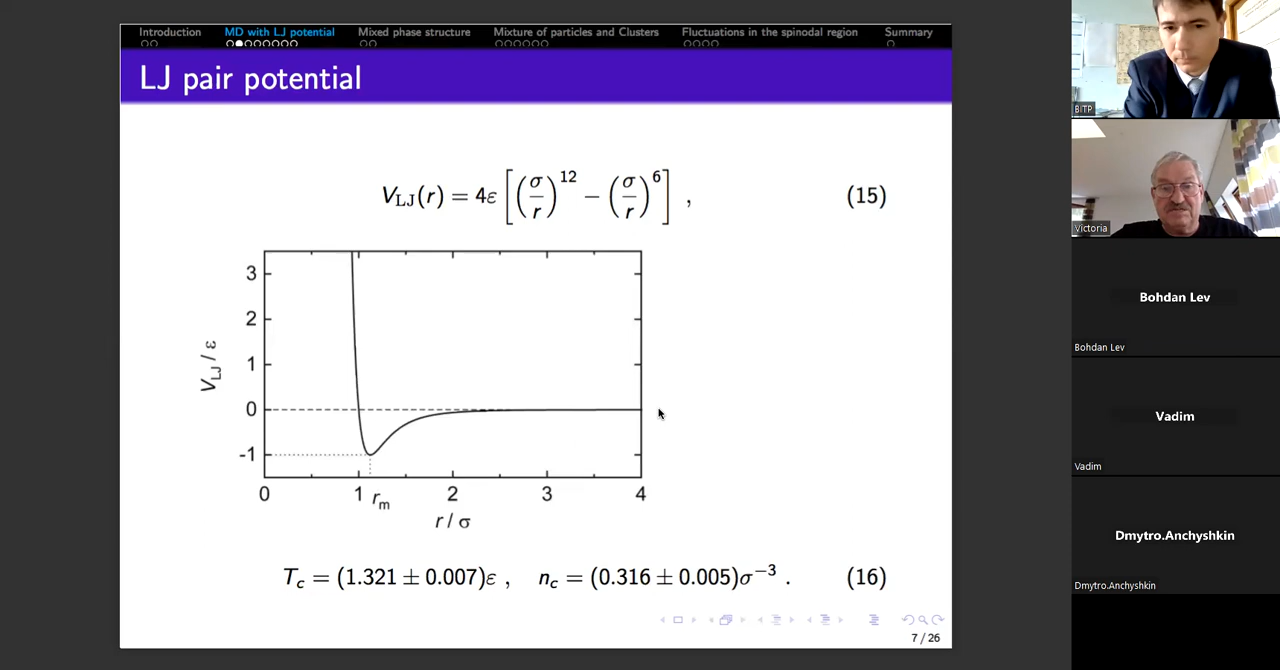 Introduction MD with LJ potential Mixed phase structure Mixture of particles and Clusters Fluctuations in the spinodal region Summary
LJ pair potential
V_LJ(r) = 4ε [ (σ/r)^12 − (σ/r)^6 ] , (15)
3
2
1
0
-1
V_LJ / ε
0 1 r_m 2 3 4
r / σ
T_c = (1.321 ± 0.007)ε , n_c = (0.316 ± 0.005)σ^−3 . (16)
7 / 26
BITP
Victoria
Bohdan Lev
Bohdan Lev
Vadim
Vadim
Dmytro.Anchyshkin
Dmytro.Anchyshkin